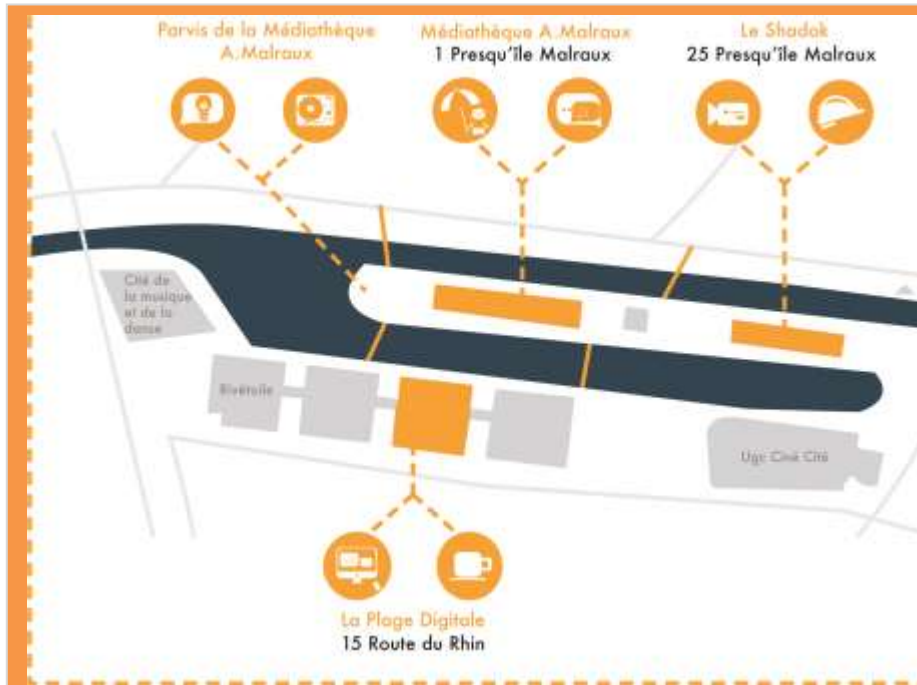 Parvis de la Médiathèque
A.Malraux
Médiathèque A.Malraux
1 Presqu'île Malraux
Le Shadok
25 Presqu'île Malraux
Cité de
la musique
et de la
danse
Rivétoile
Ugc Ciné Cité
La Plage Digitale
15 Route du Rhin